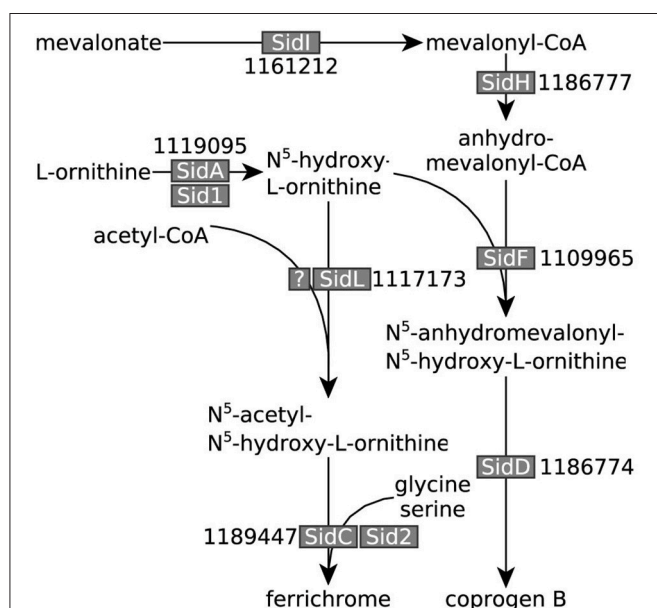 mevalonate SidI mevalonyl-CoA
1161212
SidH 1186777
anhydro-
mevalonyl-CoA
1119095
L-ornithine SidA
Sid1
N⁵-hydroxy-
L-ornithine
acetyl-CoA
SidF 1109965
? SidL 1117173
N⁵-anhydromevalonyl-
N⁵-hydroxy-L-ornithine
N⁵-acetyl-
N⁵-hydroxy-L-ornithine
SidD 1186774
glycine
serine
1189447 SidC Sid2
ferrichrome coprogen B